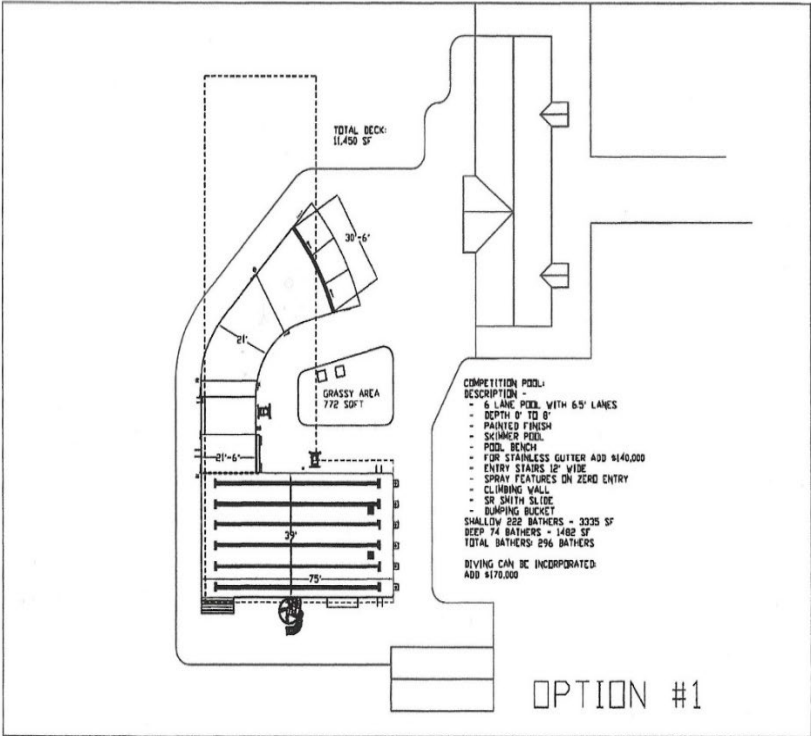 TOTAL DECK:
11,450 SF
30'-6"
21'
GRASSY AREA
772 SQFT
21'-6"
39'
75'
COMPETITION POOL:
DESCRIPTION -
- 6 LANE POOL WITH 6.5' LANES
- DEPTH 0' TO 8'
- PAINTED FINISH
- SKIMMER POOL
- POOL BENCH
- FOR STAINLESS GUTTER ADD $140,000
- ENTRY STAIRS 12' WIDE
- SPRAY FEATURES ON ZERO ENTRY
- CLIMBING WALL
- SR SMITH SLIDE
- DUMPING BUCKET
SHALLOW 222 BATHERS - 3335 SF
DEEP 74 BATHERS - 1482 SF
TOTAL BATHERS: 296 BATHERS
DIVING CAN BE INCORPORATED:
ADD $170,000
OPTION #1